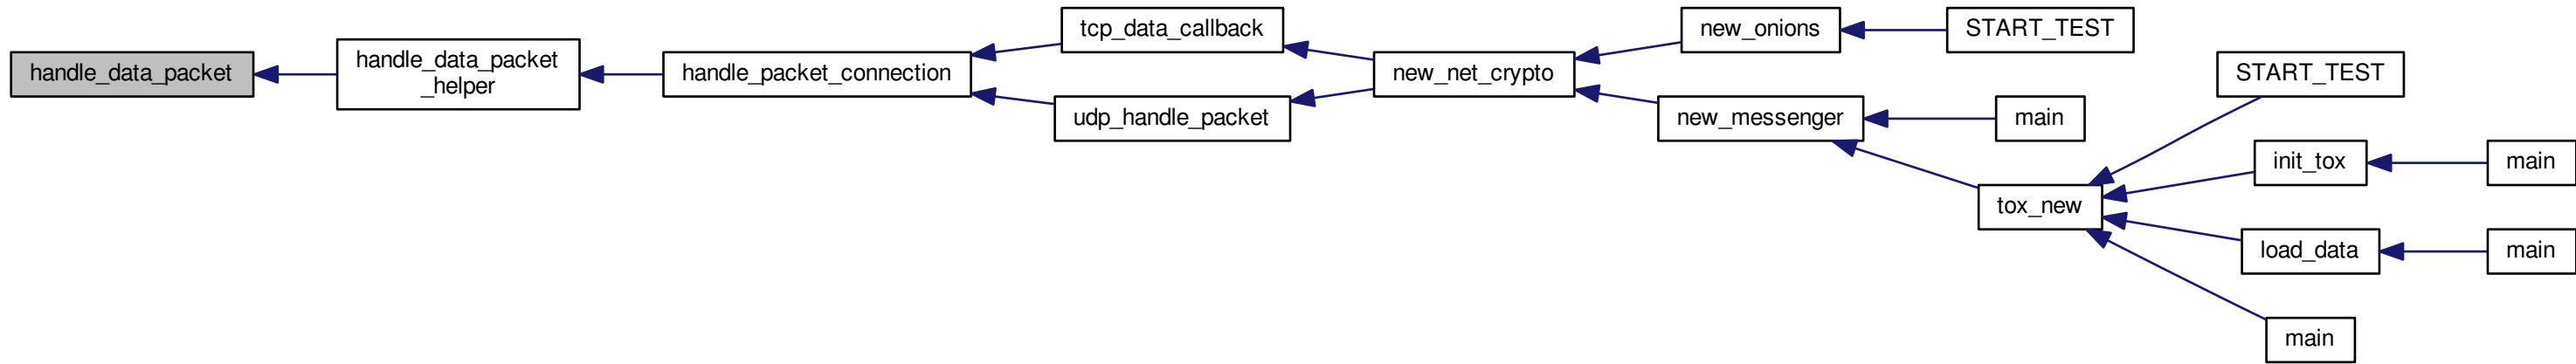 handle_data_packet
handle_data_packet
_helper
handle_packet_connection
tcp_data_callback
udp_handle_packet
new_net_crypto
new_onions
new_messenger
START_TEST
main
tox_new
START_TEST
init_tox
load_data
main
main
main